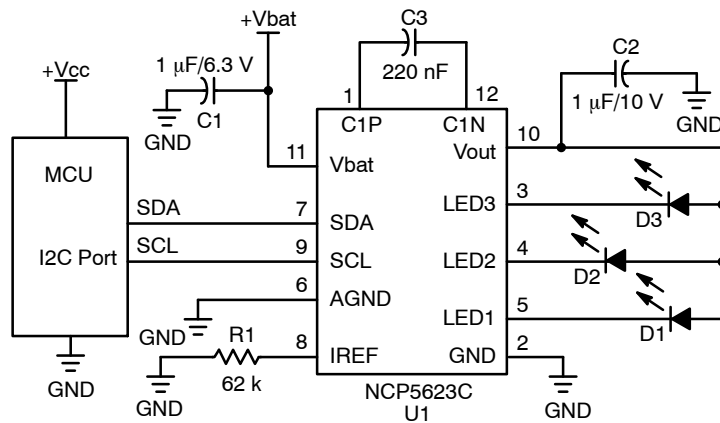 +Vbat
C3
+Vcc
1 μF/6.3 V
C2
220 nF
1
12
1 μF/10 V
GND
C1
C1P
C1N
10
GND
MCU
11
Vbat
Vout
SDA
7
SDA
LED3
3
D3
I2C Port
SCL
9
SCL
LED2
4
D2
6
AGND
GND
LED1
5
D1
GND
R1
8
IREF
GND
2
GND
62 k
NCP5623C
U1
GND